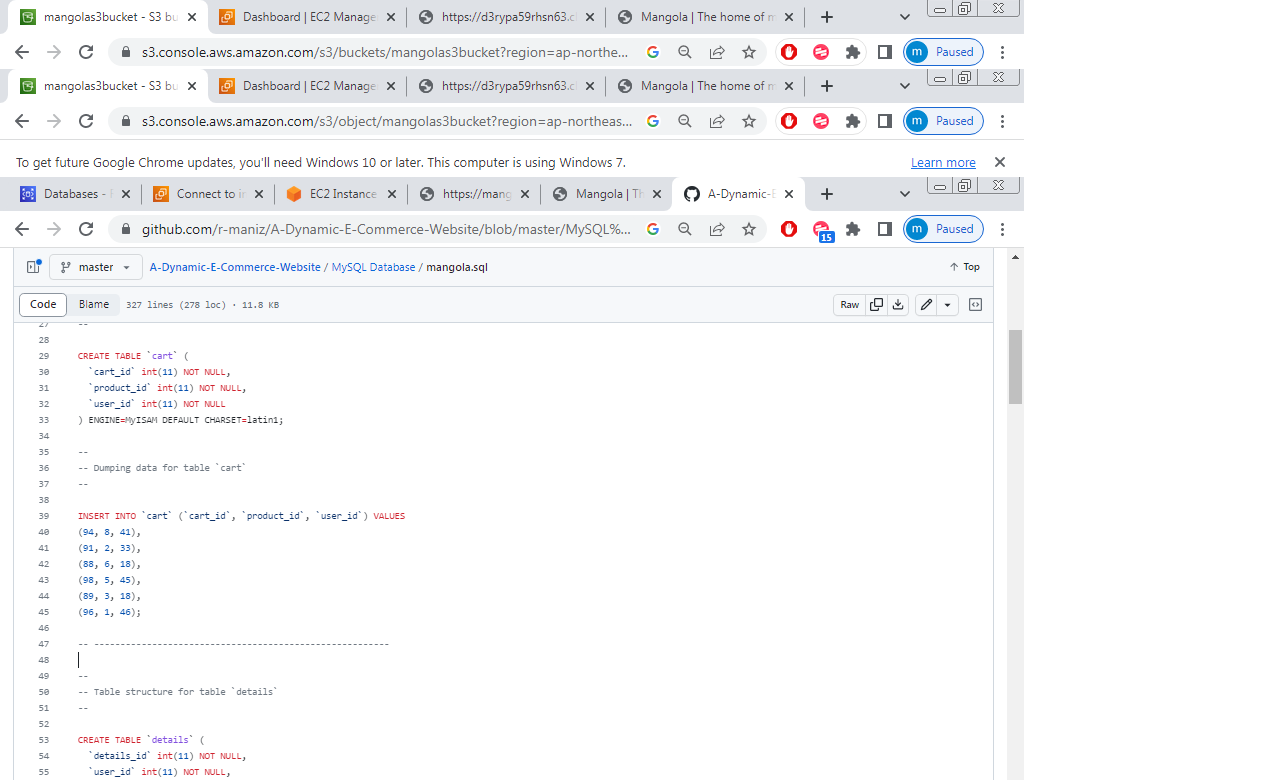 mangolas3bucket - S3 bu
Dashboard | EC2 Manage
https://d3rypa59rhsn63.cl
Mangola | The home of m
s3.console.aws.amazon.com/s3/buckets/mangolas3bucket?region=ap-northe...
m Paused
mangolas3bucket - S3 bu
Dashboard | EC2 Manage
https://d3rypa59rhsn63.cl
Mangola | The home of m
s3.console.aws.amazon.com/s3/object/mangolas3bucket?region=ap-northeas...
m Paused
To get future Google Chrome updates, you'll need Windows 10 or later. This computer is using Windows 7.
Learn more
Databases -
Connect to in
EC2 Instance
https://mang
Mangola | Th
A-Dynamic-E
github.com/r-maniz/A-Dynamic-E-Commerce-Website/blob/master/MySQL%...
15
m Paused
master
A-Dynamic-E-Commerce-Website / MySQL Database / mangola.sql
Top
Code
Blame
327 lines (278 loc) · 11.8 KB
Raw
27 --
28
29 CREATE TABLE `cart` (
30 `cart_id` int(11) NOT NULL,
31 `product_id` int(11) NOT NULL,
32 `user_id` int(11) NOT NULL
33 ) ENGINE=MyISAM DEFAULT CHARSET=latin1;
34
35 --
36 -- Dumping data for table `cart`
37 --
38
39 INSERT INTO `cart` (`cart_id`, `product_id`, `user_id`) VALUES
40 (94, 8, 41),
41 (91, 2, 33),
42 (88, 6, 18),
43 (98, 5, 45),
44 (89, 3, 18),
45 (96, 1, 46);
46
47 -- --------------------------------------------------------
48
49 --
50 -- Table structure for table `details`
51 --
52
53 CREATE TABLE `details` (
54 `details_id` int(11) NOT NULL,
55 `user_id` int(11) NOT NULL,